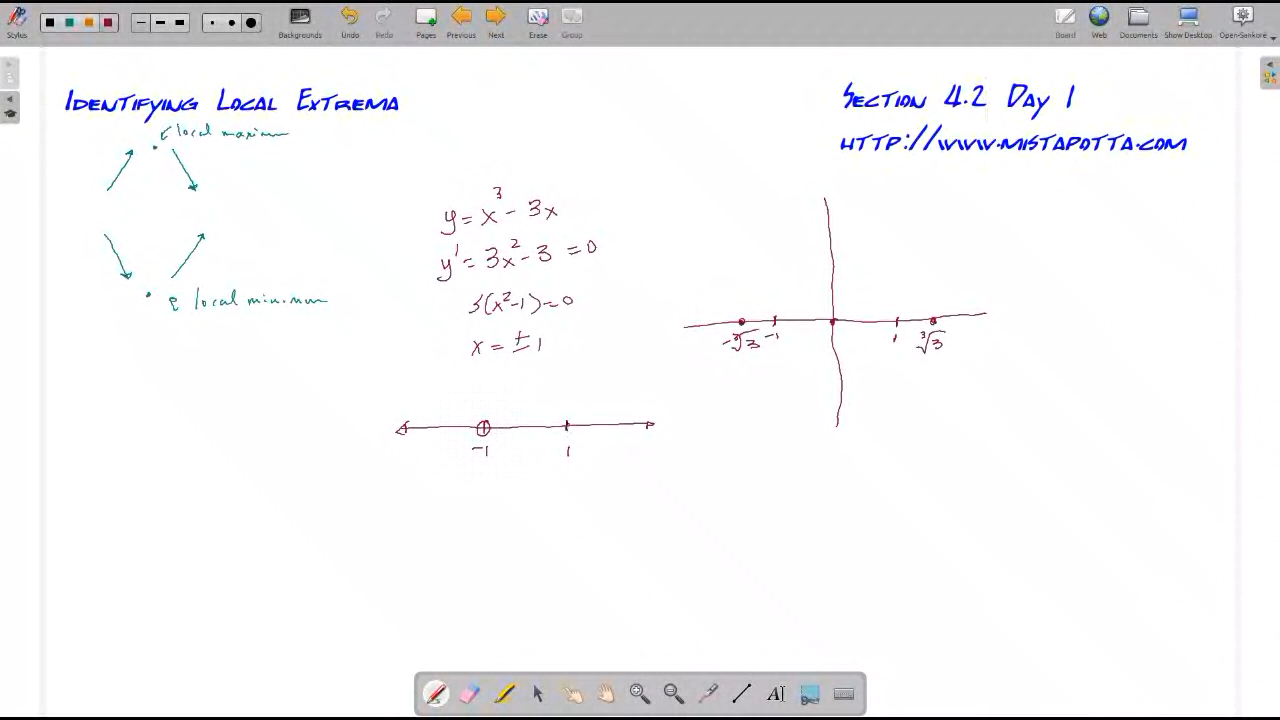 Stylus
Backgrounds
Undo
Redo
Pages
Previous
Next
Erase
Group
Board
Web
Documents
Show Desktop
Open-Sankoré
Identifying Local Extrema
Section 4.2 Day 1
http://www.mistapotta.com
local maximum
local minimum
y = x³ - 3x
y' = 3x² - 3 = 0
3(x²-1) = 0
x = ± 1
-1 1
-∛3 -1 1 ∛3
A